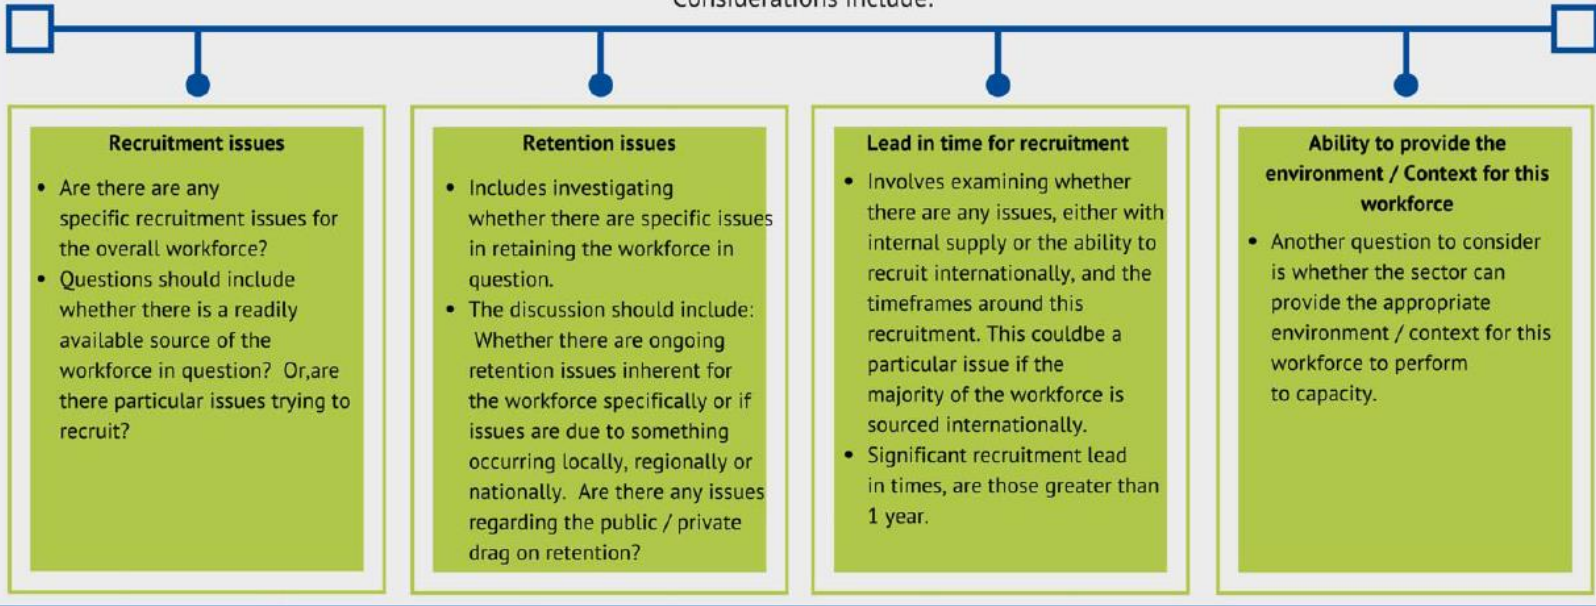 Considerations include:
Recruitment issues
• Are there are any
specific recruitment issues for
the overall workforce?
• Questions should include
whether there is a readily
available source of the
workforce in question? Or,are
there particular issues trying to
recruit?
Retention issues
• Includes investigating
whether there are specific issues
in retaining the workforce in
question.
• The discussion should include:
Whether there are ongoing
retention issues inherent for
the workforce specifically or if
issues are due to something
occurring locally, regionally or
nationally. Are there any issues
regarding the public / private
drag on retention?
Lead in time for recruitment
• Involves examining whether
there are any issues, either with
internal supply or the ability to
recruit internationally, and the
timeframes around this
recruitment. This couldbe a
particular issue if the
majority of the workforce is
sourced internationally.
• Significant recruitment lead
in times, are those greater than
1 year.
Ability to provide the
environment / Context for this
workforce
• Another question to consider
is whether the sector can
provide the appropriate
environment / context for this
workforce to perform
to capacity.